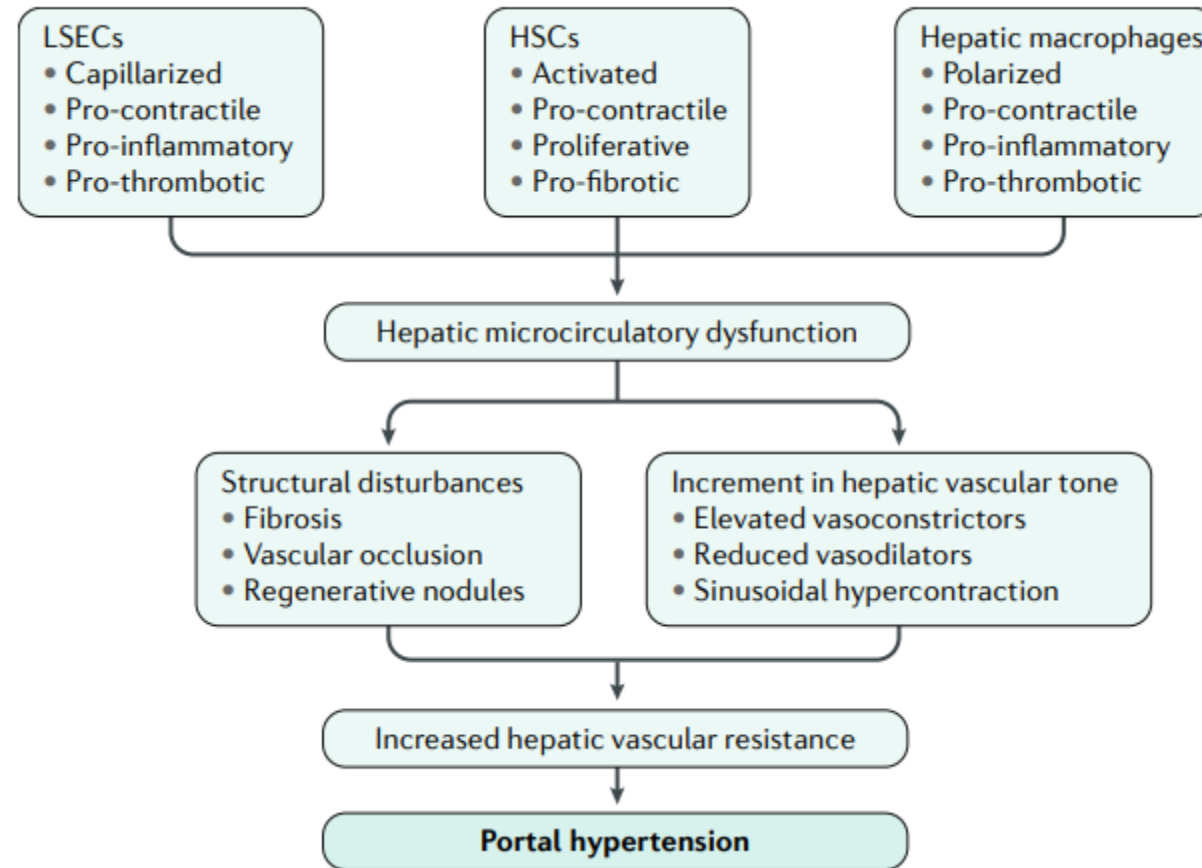 LSECs
• Capillarized
• Pro-contractile
• Pro-inflammatory
• Pro-thrombotic
HSCs
• Activated
• Pro-contractile
• Proliferative
• Pro-fibrotic
Hepatic macrophages
• Polarized
• Pro-contractile
• Pro-inflammatory
• Pro-thrombotic
Hepatic microcirculatory dysfunction
Structural disturbances
• Fibrosis
• Vascular occlusion
• Regenerative nodules
Increment in hepatic vascular tone
• Elevated vasoconstrictors
• Reduced vasodilators
• Sinusoidal hypercontraction
Increased hepatic vascular resistance
Portal hypertension